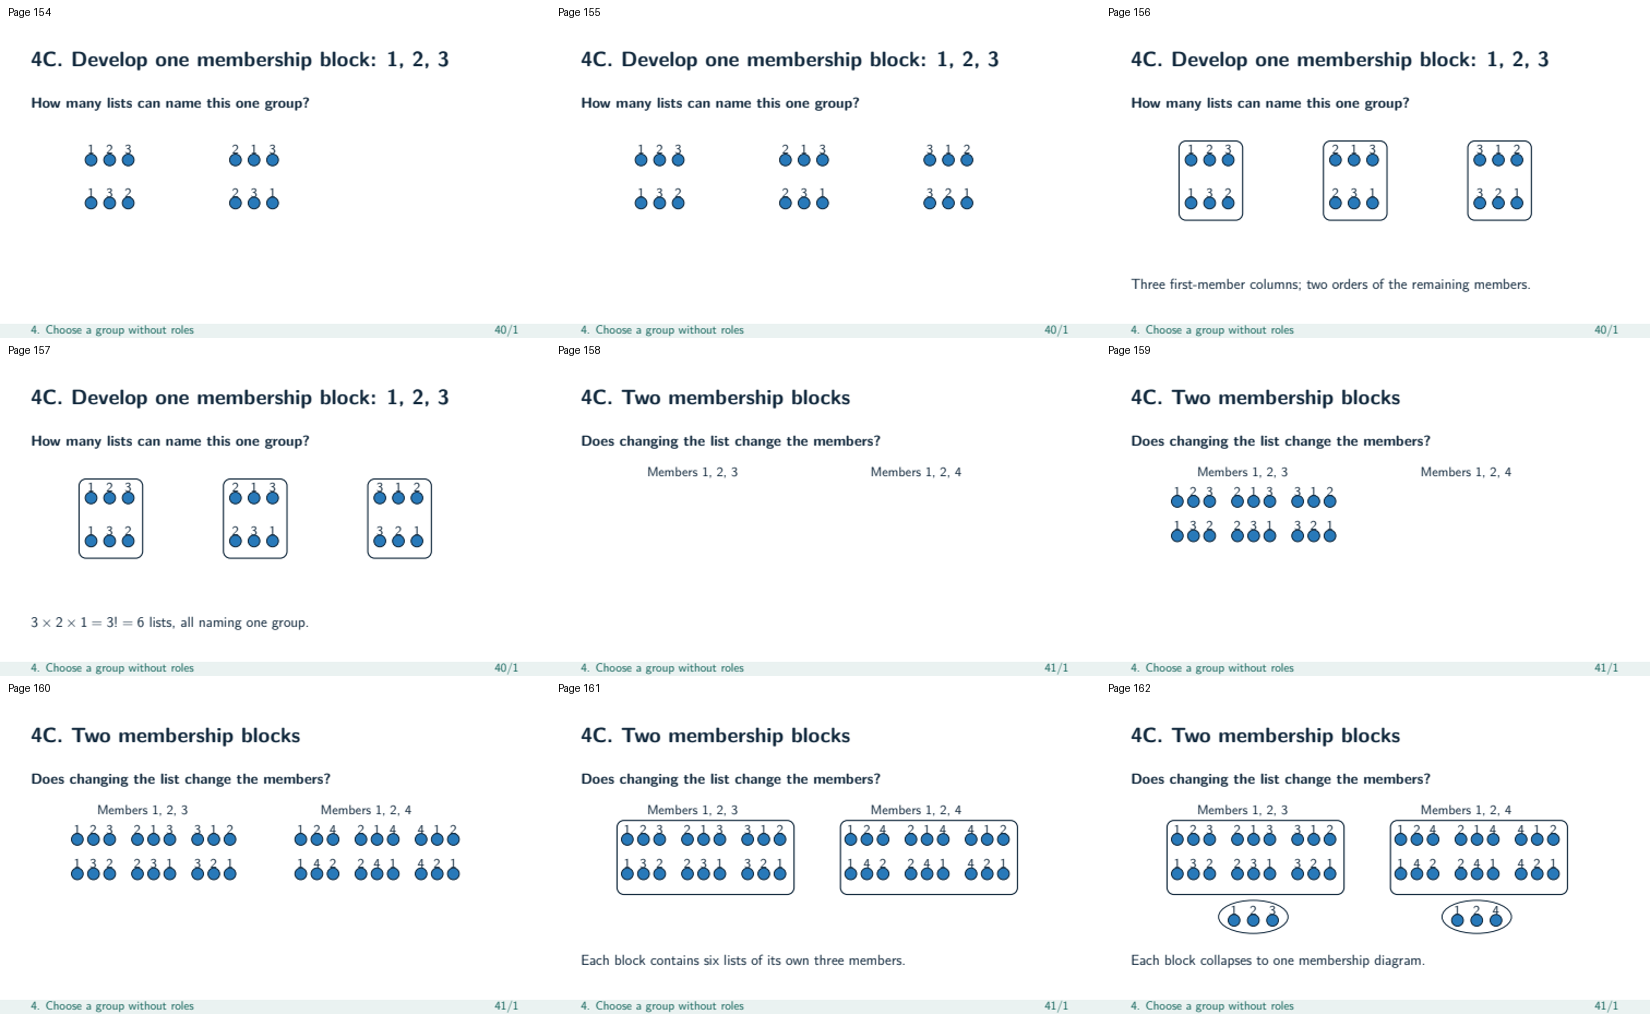 Page 154
4C. Develop one membership block: 1, 2, 3
How many lists can name this one group?
1 2 3 2 1 3
1 3 2 2 3 1
4. Choose a group without roles 40/1
Page 155
4C. Develop one membership block: 1, 2, 3
How many lists can name this one group?
1 2 3 2 1 3 3 1 2
1 3 2 2 3 1 3 2 1
4. Choose a group without roles 40/1
Page 156
4C. Develop one membership block: 1, 2, 3
How many lists can name this one group?
1 2 3 2 1 3 3 1 2
1 3 2 2 3 1 3 2 1
Three first-member columns; two orders of the remaining members.
4. Choose a group without roles 40/1
Page 157
4C. Develop one membership block: 1, 2, 3
How many lists can name this one group?
1 2 3 2 1 3 3 1 2
1 3 2 2 3 1 3 2 1
3 × 2 × 1 = 3! = 6 lists, all naming one group.
4. Choose a group without roles 40/1
Page 158
4C. Two membership blocks
Does changing the list change the members?
Members 1, 2, 3 Members 1, 2, 4
4. Choose a group without roles 41/1
Page 159
4C. Two membership blocks
Does changing the list change the members?
Members 1, 2, 3 Members 1, 2, 4
1 2 3 2 1 3 3 1 2
1 3 2 2 3 1 3 2 1
4. Choose a group without roles 41/1
Page 160
4C. Two membership blocks
Does changing the list change the members?
Members 1, 2, 3 Members 1, 2, 4
1 2 3 2 1 3 3 1 2 1 2 4 2 1 4 4 1 2
1 3 2 2 3 1 3 2 1 1 4 2 2 4 1 4 2 1
4. Choose a group without roles 41/1
Page 161
4C. Two membership blocks
Does changing the list change the members?
Members 1, 2, 3 Members 1, 2, 4
1 2 3 2 1 3 3 1 2 1 2 4 2 1 4 4 1 2
1 3 2 2 3 1 3 2 1 1 4 2 2 4 1 4 2 1
Each block contains six lists of its own three members.
4. Choose a group without roles 41/1
Page 162
4C. Two membership blocks
Does changing the list change the members?
Members 1, 2, 3 Members 1, 2, 4
1 2 3 2 1 3 3 1 2 1 2 4 2 1 4 4 1 2
1 3 2 2 3 1 3 2 1 1 4 2 2 4 1 4 2 1
1 2 3 1 2 4
Each block collapses to one membership diagram.
4. Choose a group without roles 41/1